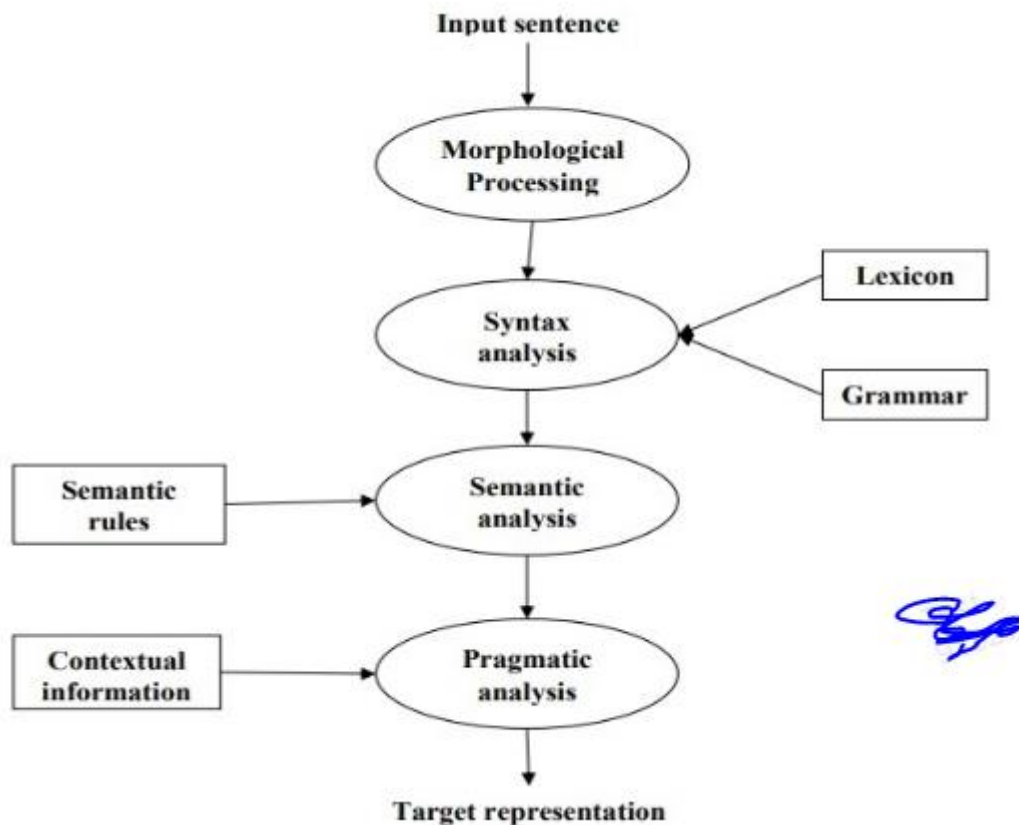 Input sentence
Morphological
Processing
Lexicon
Syntax
analysis
Grammar
Semantic
rules
Semantic
analysis
Contextual
information
Pragmatic
analysis
Target representation